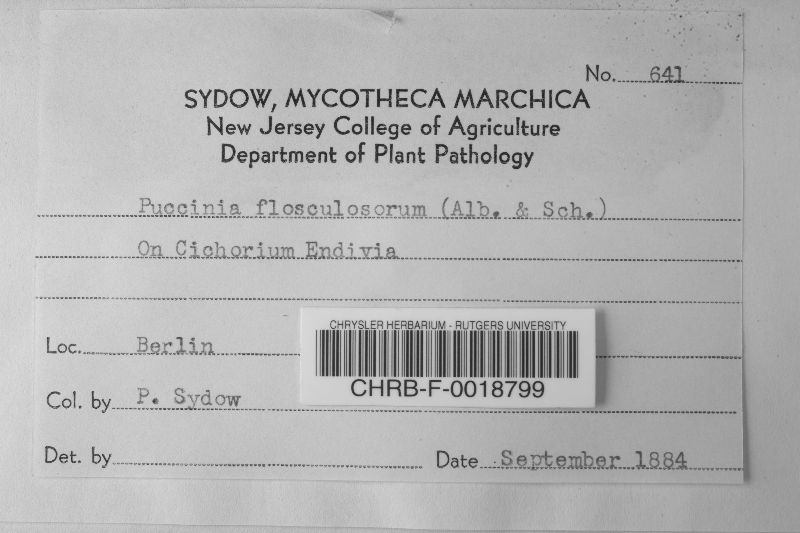 No. 641
SYDOW, MYCOTHECA MARCHICA
New Jersey College of Agriculture
Department of Plant Pathology
Puccinia flosculosorum (Alb. & Sch.)
On Cichorium Endivia
Loc. Berlin
CHRYSLER HERBARIUM - RUTGERS UNIVERSITY
CHRB-F-0018799
Col. by P. Sydow
Det. by
Date September 1884